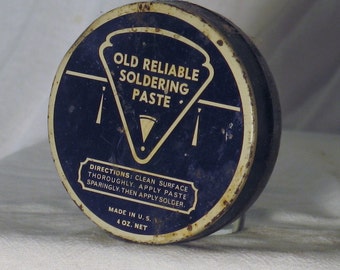 OLD RELIABLE
SOLDERING
PASTE
DIRECTIONS: CLEAN SURFACE
THOROUGHLY. APPLY PASTE
SPARINGLY. THEN APPLY SOLDER.
MADE IN U.S.
4 OZ. NET